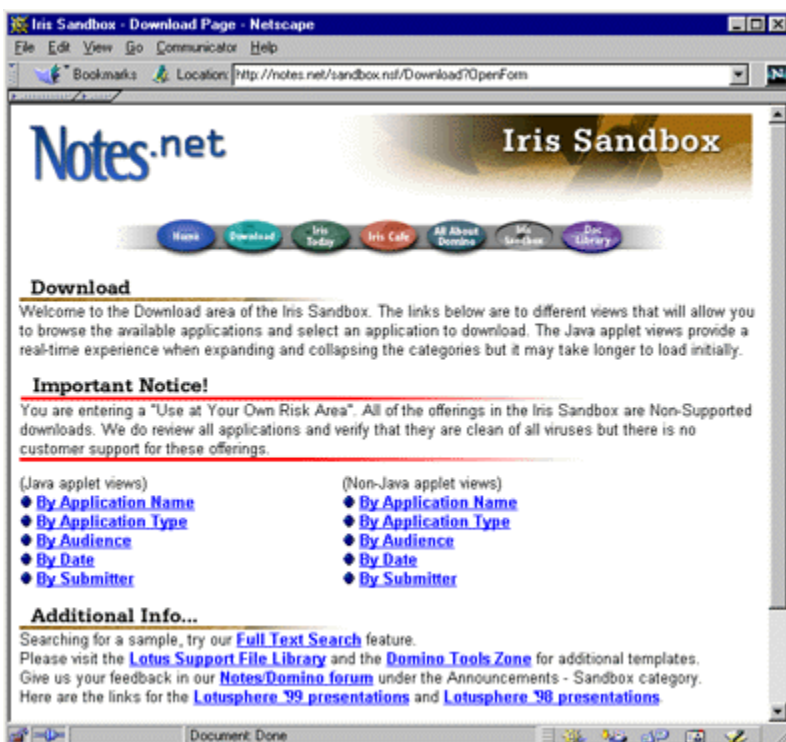 Iris Sandbox - Download Page - Netscape
File Edit View Go Communicator Help
Bookmarks Location: http://notes.net/sandbox.nsf/Download?OpenForm
N
Notes.net
Iris Sandbox
Home Download Iris Today Iris Cafe All About Domino Iris Sandbox Doc Library
Download
Welcome to the Download area of the Iris Sandbox. The links below are to different views that will allow you
to browse the available applications and select an application to download. The Java applet views provide a
real-time experience when expanding and collapsing the categories but it may take longer to load initially.
Important Notice!
You are entering a "Use at Your Own Risk Area". All of the offerings in the Iris Sandbox are Non-Supported
downloads. We do review all applications and verify that they are clean of all viruses but there is no
customer support for these offerings.
(Java applet views) (Non-Java applet views)
By Application Name By Application Name
By Application Type By Application Type
By Audience By Audience
By Date By Date
By Submitter By Submitter
Additional Info...
Searching for a sample, try our Full Text Search feature.
Please visit the Lotus Support File Library and the Domino Tools Zone for additional templates.
Give us your feedback in our Notes/Domino forum under the Announcements - Sandbox category.
Here are the links for the Lotusphere '99 presentations and Lotusphere '98 presentations.
Document: Done